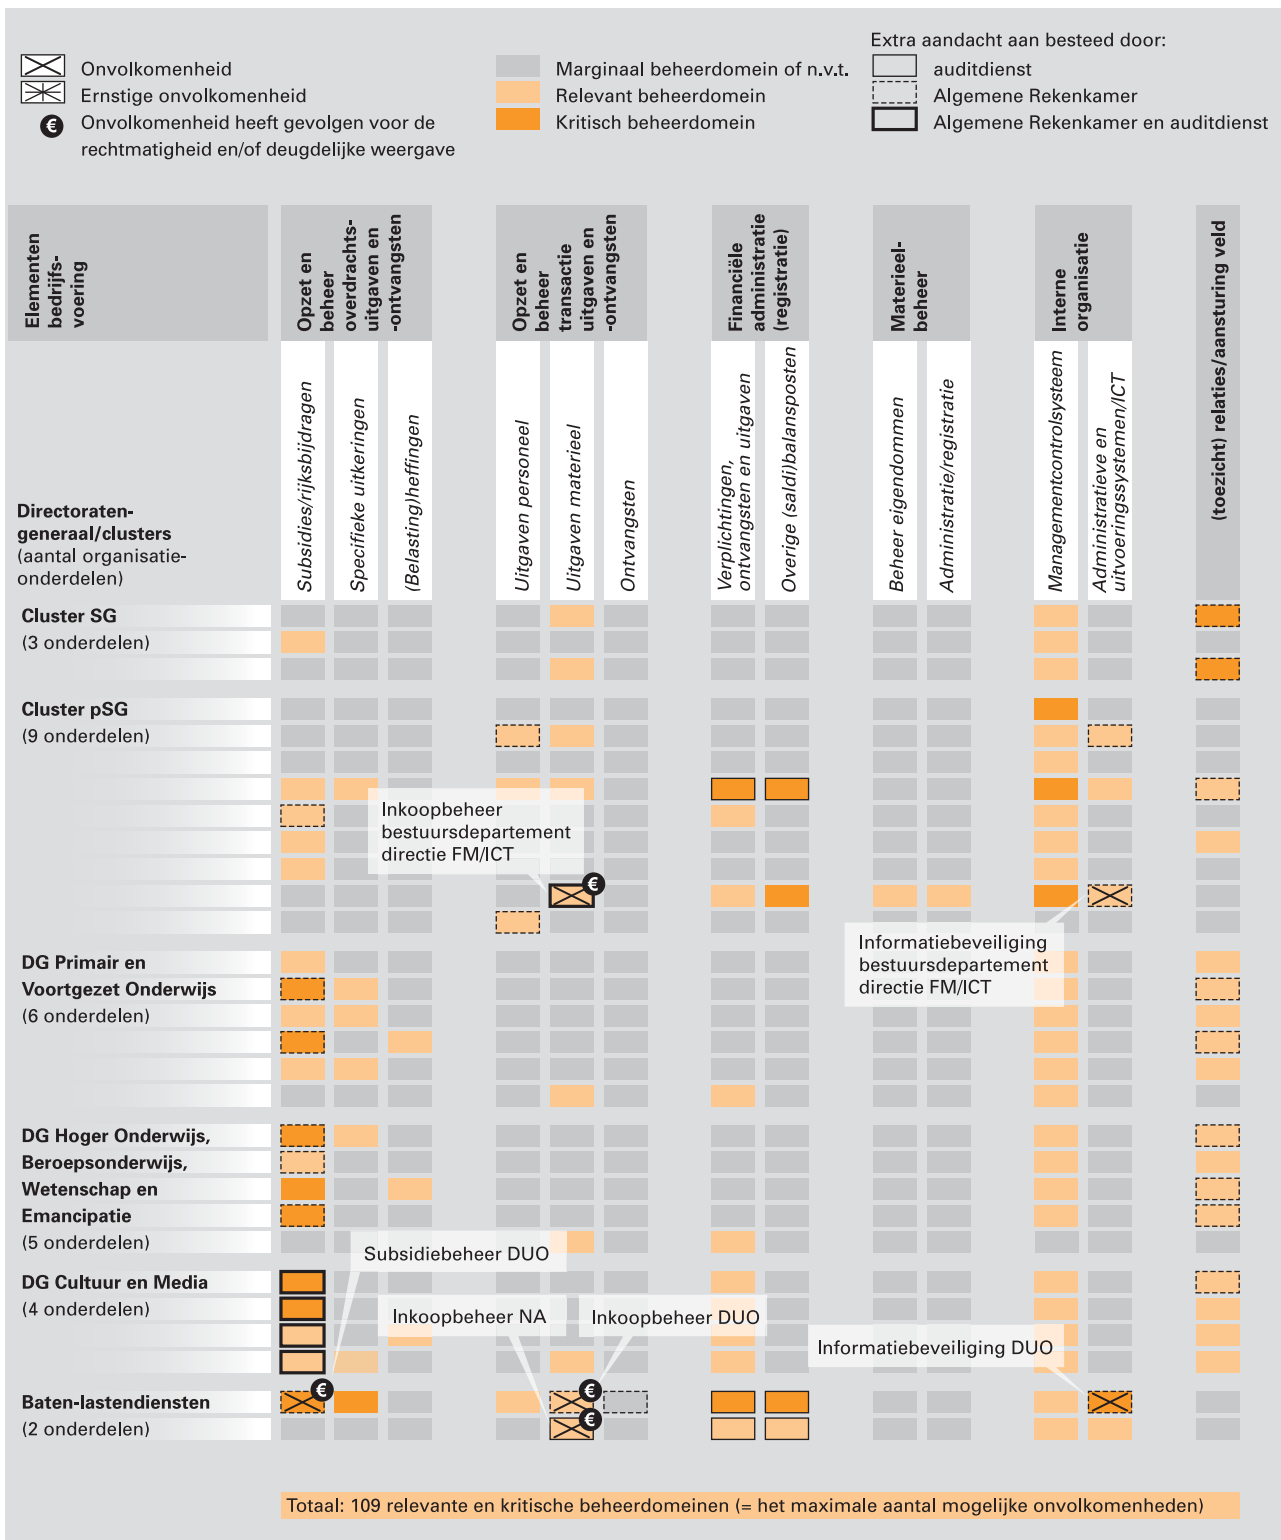 Onvolkomenheid
Ernstige onvolkomenheid
€ Onvolkomenheid heeft gevolgen voor de
rechtmatigheid en/of deugdelijke weergave
Marginaal beheerdomein of n.v.t.
Relevant beheerdomein
Kritisch beheerdomein
Extra aandacht aan besteed door:
auditdienst
Algemene Rekenkamer
Algemene Rekenkamer en auditdienst
Elementen
bedrijfs-
voering
Opzet en
beheer
overdrachts-
uitgaven en
-ontvangsten
Opzet en
beheer
transactie
uitgaven en
-ontvangsten
Financiële
administratie
(registratie)
Materieel-
beheer
Interne
organisatie
(toezicht) relaties/aansturing veld
Directoraten-
generaal/clusters
(aantal organisatie-
onderdelen)
Subsidies/rijksbijdragen
Specifieke uitkeringen
(Belasting)heffingen
Uitgaven personeel
Uitgaven materieel
Ontvangsten
Verplichtingen,
ontvangsten en uitgaven
Overige (saldi)balansposten
Beheer eigendommen
Administratie/registratie
Managementcontrolsysteem
Administratieve en
uitvoeringssystemen/ICT
Cluster SG
(3 onderdelen)
Cluster pSG
(9 onderdelen)
Inkoopbeheer
bestuursdepartement
directie FM/ICT
€
Informatiebeveiliging
bestuursdepartement
directie FM/ICT
DG Primair en
Voortgezet Onderwijs
(6 onderdelen)
DG Hoger Onderwijs,
Beroepsonderwijs,
Wetenschap en
Emancipatie
(5 onderdelen)
Subsidiebeheer DUO
DG Cultuur en Media
(4 onderdelen)
Inkoopbeheer NA
Inkoopbeheer DUO
Informatiebeveiliging DUO
Baten-lastendiensten
€
€
(2 onderdelen)
€
Totaal: 109 relevante en kritische beheerdomeinen (= het maximale aantal mogelijke onvolkomenheden)